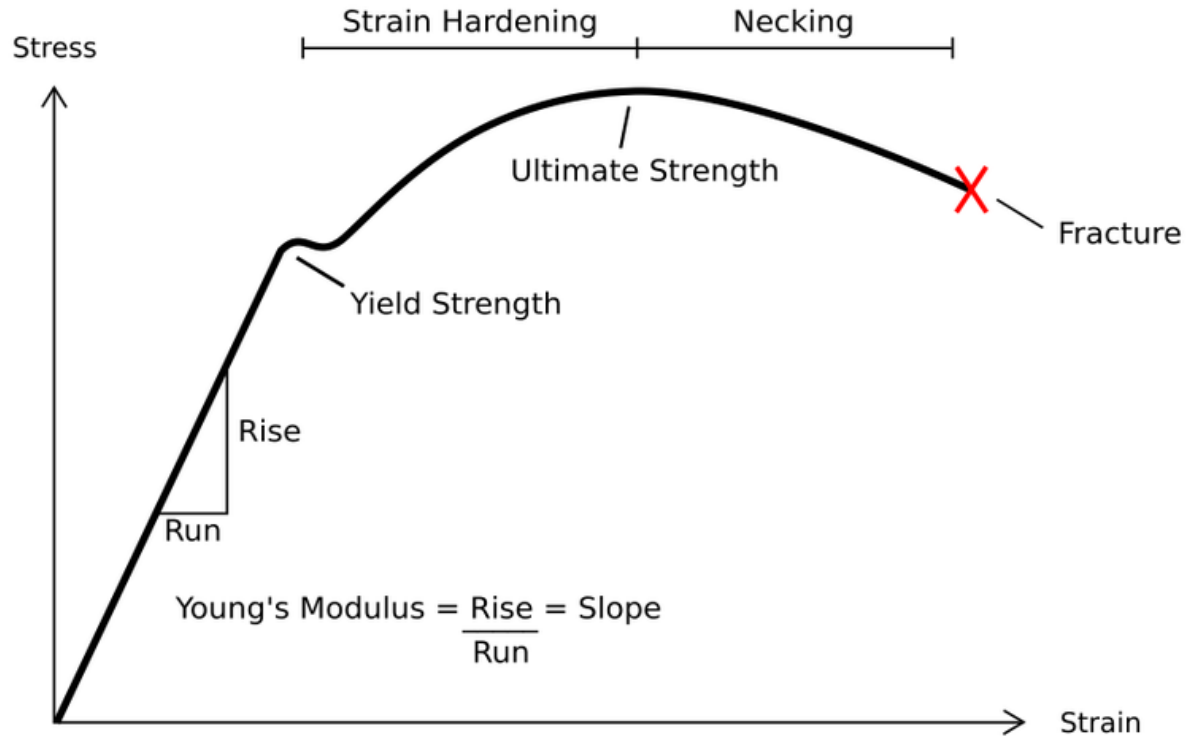 Strain Hardening
Necking
Stress
Ultimate Strength
Fracture
Yield Strength
Rise
Run
Young's Modulus = Rise = Slope
Run
Strain